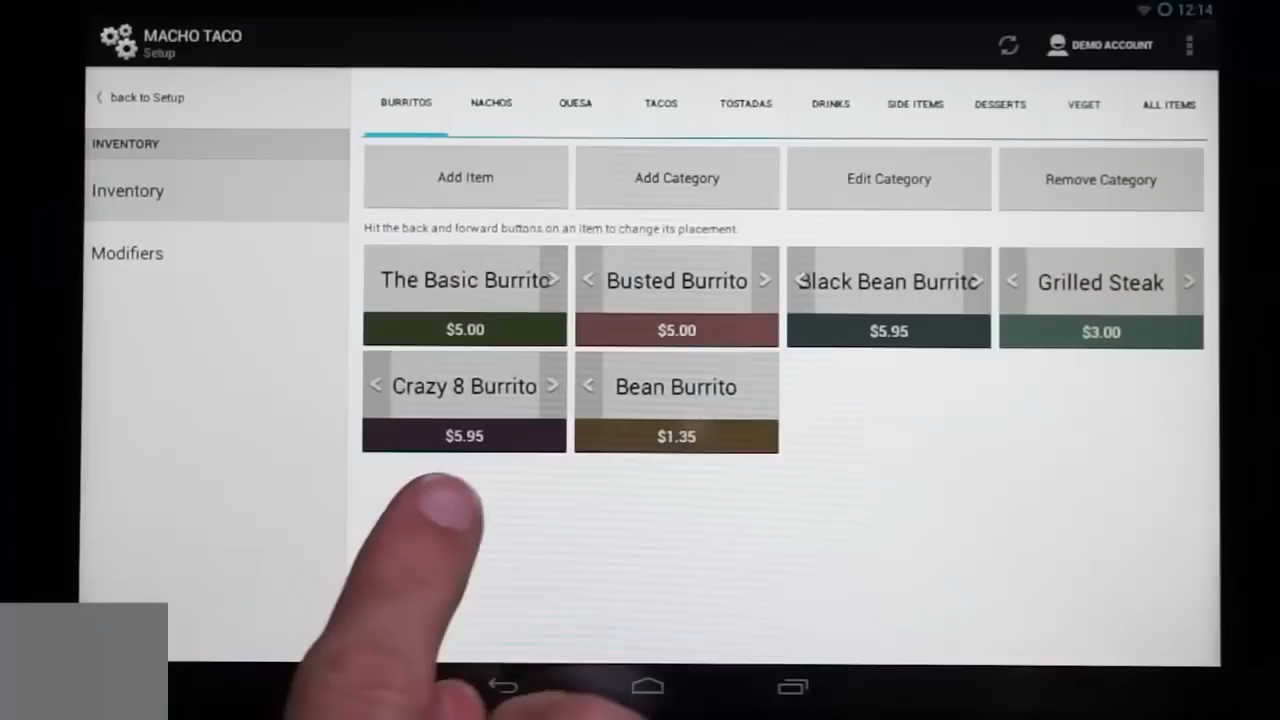 12:14
MACHO TACO
Setup
DEMO ACCOUNT
back to Setup
INVENTORY
Inventory
Modifiers
BURRITOS NACHOS QUESA TACOS TOSTADAS DRINKS SIDE ITEMS DESSERTS VEGET ALL ITEMS
Add Item Add Category Edit Category Remove Category
Hit the back and forward buttons on an item to change its placement.
The Basic Burrito > < Busted Burrito > < Black Bean Burrito > < Grilled Steak >
$5.00 $5.00 $5.95 $3.00
< Crazy 8 Burrito > < Bean Burrito
$5.95 $1.35